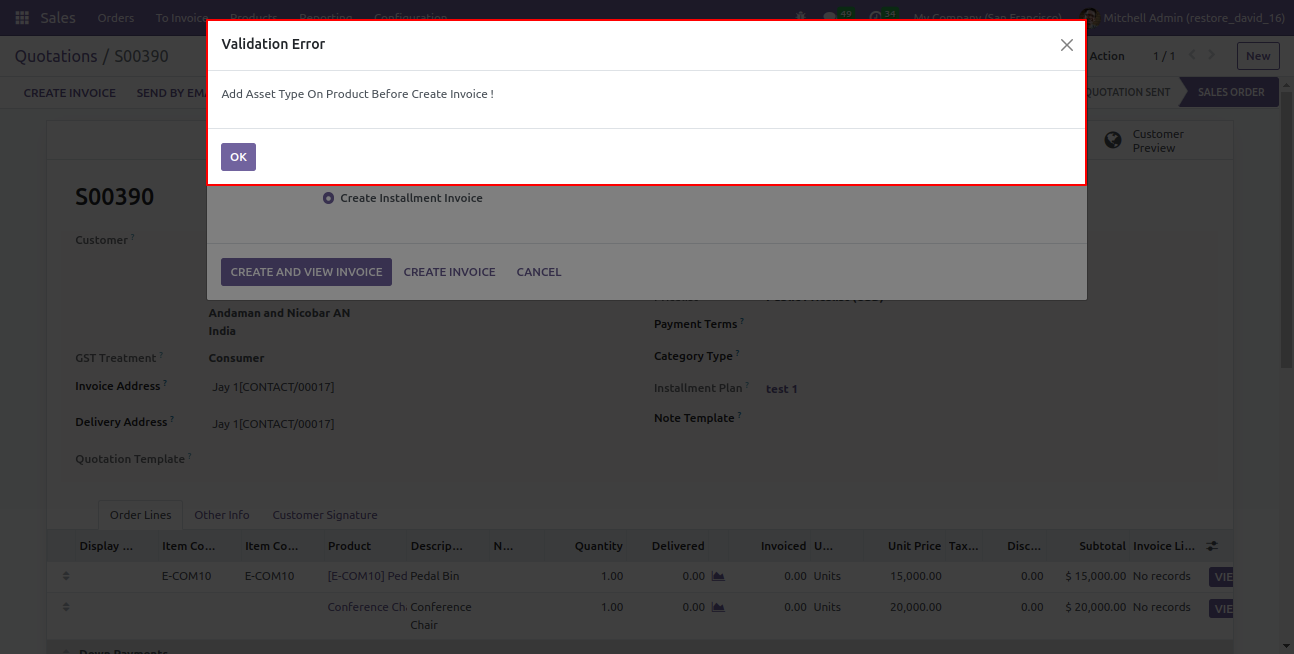 Sales Orders To Invoice Products Reporting Configuration 49 34 My Company (San Francisco) Mitchell Admin (restore_david_16)
Validation Error
Quotations / S00390
Action 1 / 1 New
Add Asset Type On Product Before Create Invoice !
CREATE INVOICE SEND BY EMA
QUOTATION SENT SALES ORDER
Customer
Preview
OK
S00390
Create Installment Invoice
Customer ?
CREATE AND VIEW INVOICE CREATE INVOICE CANCEL
Andaman and Nicobar AN
India
Payment Terms ?
GST Treatment ? Consumer
Category Type ?
Invoice Address ? Jay 1[CONTACT/00017]
Installment Plan ? test 1
Delivery Address ? Jay 1[CONTACT/00017]
Note Template ?
Quotation Template ?
Order Lines Other Info Customer Signature
Display ... Item Co... Item Co... Product Descrip... N... Quantity Delivered Invoiced U... Unit Price Tax... Disc... Subtotal Invoice Li...
E-COM10 E-COM10 [E-COM10] Ped Pedal Bin 1.00 0.00 0.00 Units 15,000.00 0.00 $ 15,000.00 No records VIE
Conference Cha Conference 1.00 0.00 0.00 Units 20,000.00 0.00 $ 20,000.00 No records VIE
Chair
Down Payments